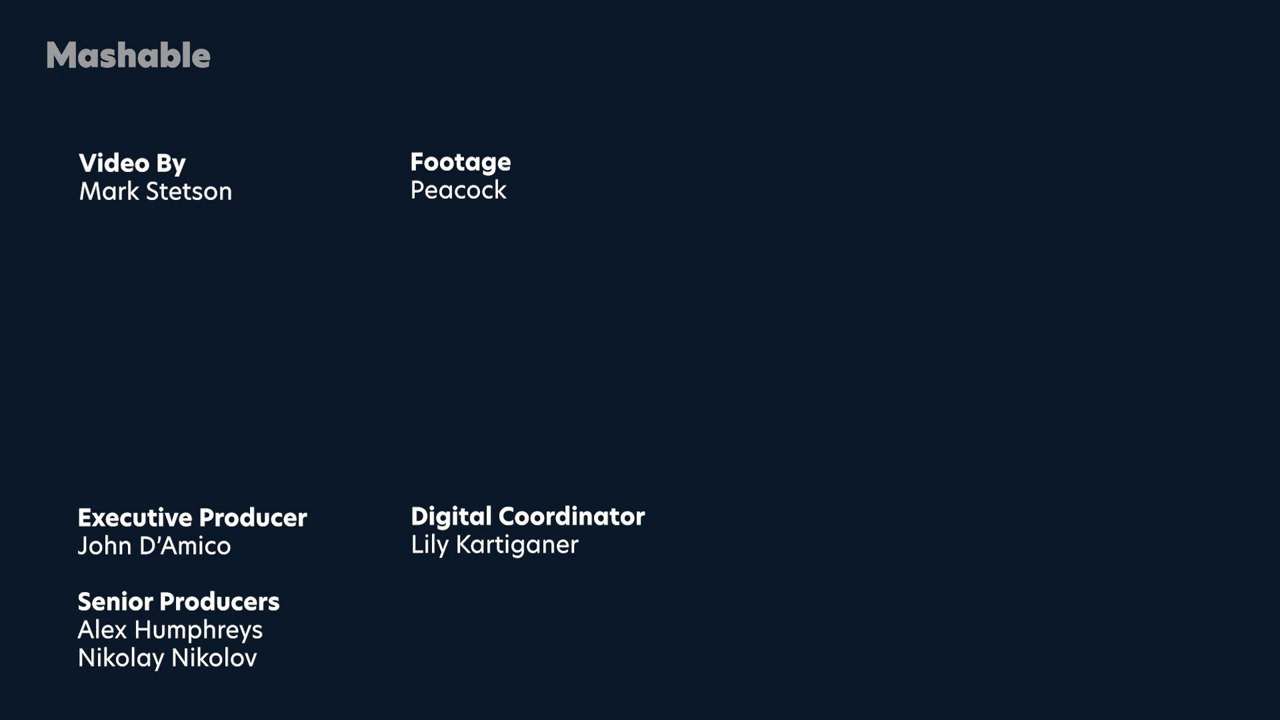 Mashable
Video By
Mark Stetson
Footage
Peacock
Executive Producer
John D’Amico
Digital Coordinator
Lily Kartiganer
Senior Producers
Alex Humphreys
Nikolay Nikolov